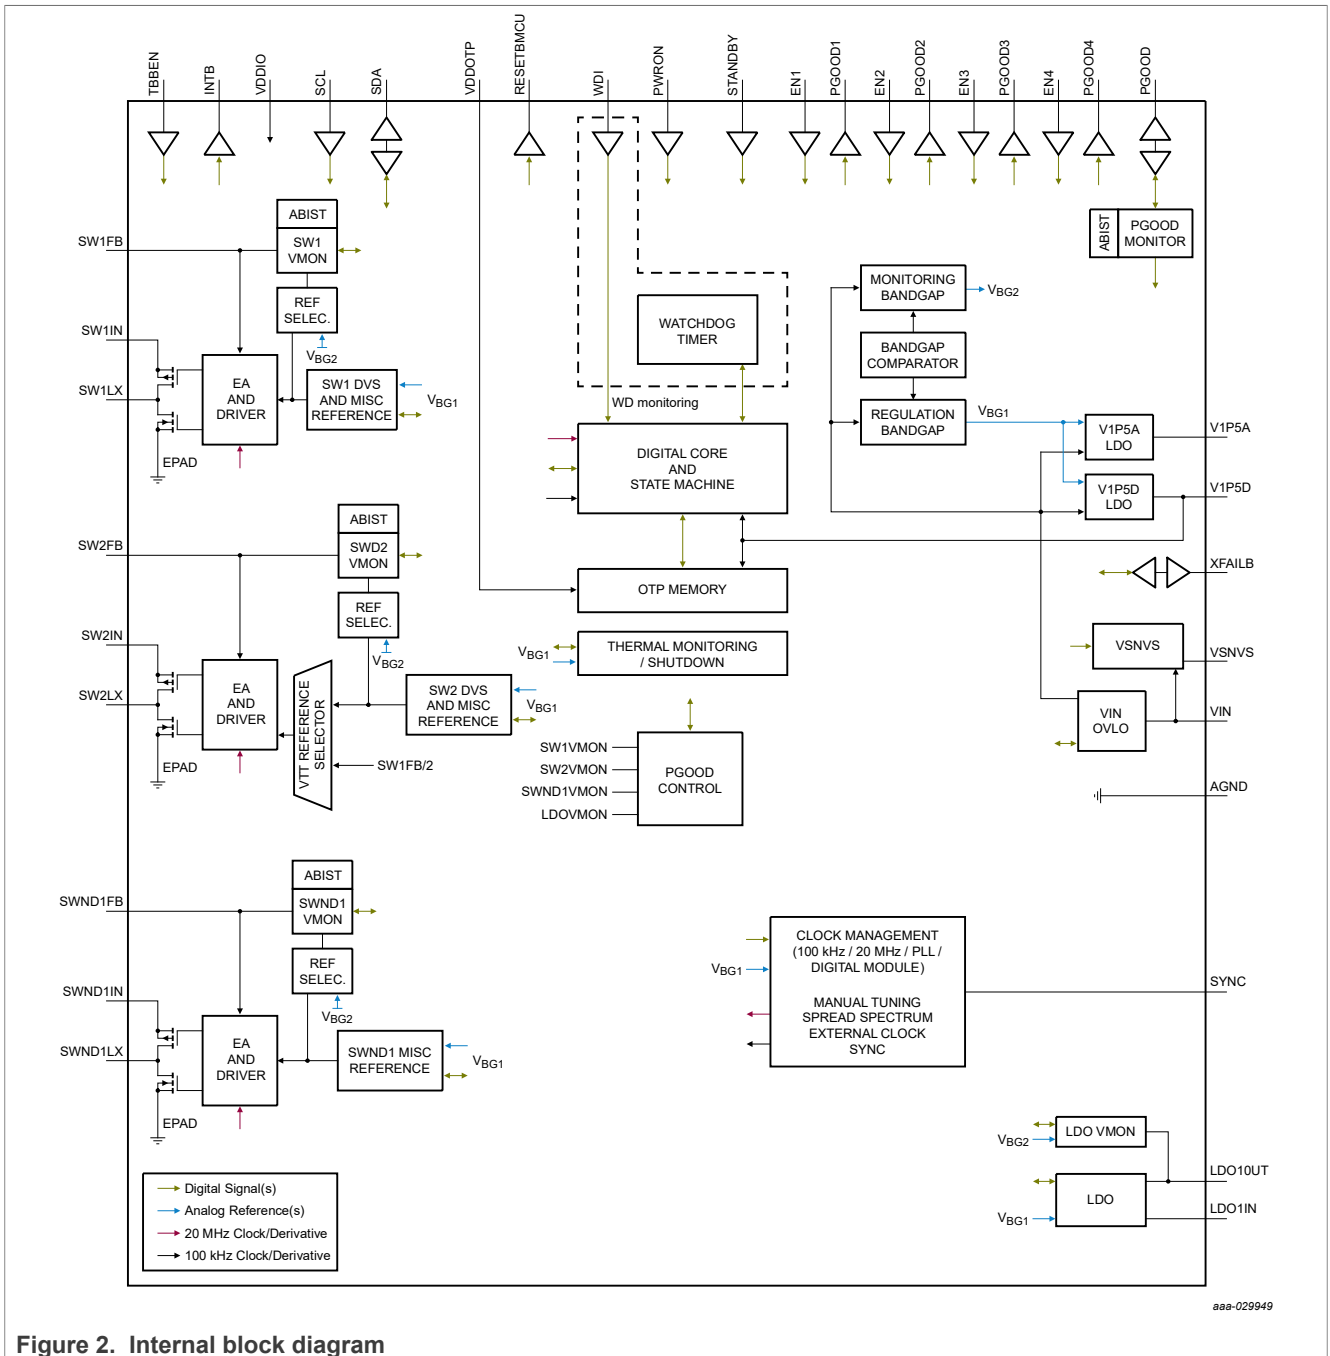 TBBEN
INTB
VDDIO
SCL
SDA
VDDOTP
RESETBMCU
WDI
PWRON
STANDBY
EN1
PGOOD1
EN2
PGOOD2
EN3
PGOOD3
EN4
PGOOD4
PGOOD
ABIST
SW1
VMON
SW1FB
REF
SELEC.
VBG2
SW1IN
SW1LX
EA
AND
DRIVER
SW1 DVS
AND MISC
REFERENCE
VBG1
EPAD
ABIST
PGOOD
MONITOR
MONITORING
BANDGAP
VBG2
WATCHDOG
TIMER
BANDGAP
COMPARATOR
WD monitoring
REGULATION
BANDGAP
VBG1
V1P5A
LDO
V1P5A
DIGITAL CORE
AND
STATE MACHINE
V1P5D
LDO
V1P5D
ABIST
SWD2
VMON
SW2FB
REF
SELEC.
VBG2
SW2IN
SW2LX
EA
AND
DRIVER
VTT REFERENCE
SELECTOR
SW2 DVS
AND MISC
REFERENCE
VBG1
SW1FB/2
EPAD
OTP MEMORY
XFAILB
VBG1
THERMAL MONITORING
/ SHUTDOWN
VSNVS
VSNVS
VIN
OVLO
VIN
SW1VMON
SW2VMON
SWND1VMON
LDOVMON
PGOOD
CONTROL
AGND
ABIST
SWND1
VMON
SWND1FB
REF
SELEC.
VBG2
SWND1IN
SWND1LX
EA
AND
DRIVER
SWND1 MISC
REFERENCE
VBG1
EPAD
CLOCK MANAGEMENT
(100 kHz / 20 MHz / PLL /
DIGITAL MODULE)
VBG1
MANUAL TUNING
SPREAD SPECTRUM
EXTERNAL CLOCK
SYNC
SYNC
LDO VMON
VBG2
LDO
VBG1
LDO10UT
LDO1IN
Digital Signal(s)
Analog Reference(s)
20 MHz Clock/Derivative
100 kHz Clock/Derivative
aaa-029949
Figure 2. Internal block diagram